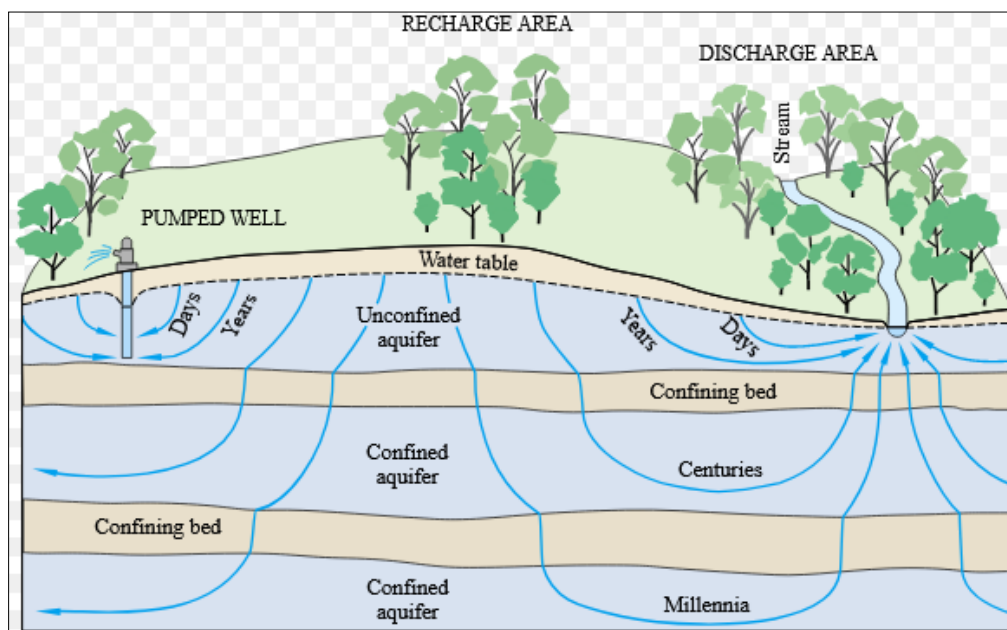 RECHARGE AREA
DISCHARGE AREA
Stream
PUMPED WELL
Water table
Days
Years
Unconfined
aquifer
Years
Days
Confining bed
Confined
aquifer
Centuries
Confining bed
Confined
aquifer
Millennia